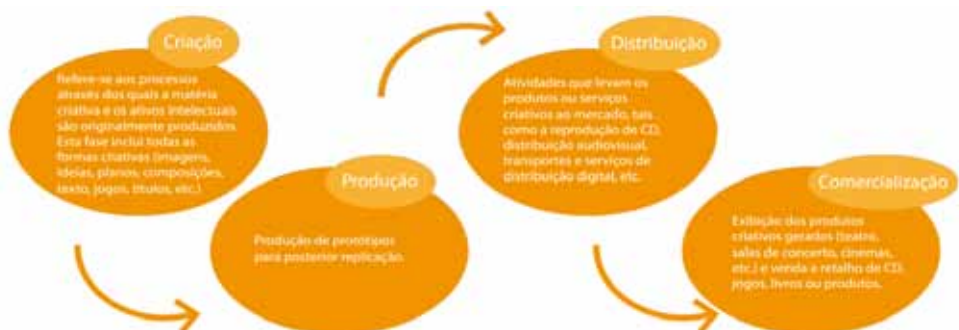 Criação
Refere-se aos processos
através dos quais a matéria
criativa e os ativos intelectuais
são originalmente produzidos.
Esta fase inclui todas as
formas criativas (imagens,
ideias, planos, composições,
texto, jogos, títulos, etc.)
Produção
Produção de protótipos
para posterior replicação.
Distribuição
Atividades que levam os
produtos ou serviços
criativos ao mercado, tais
como a reprodução de CD,
distribuição audiovisual,
transportes e serviços de
distribuição digital, etc.
Comercialização
Exibição dos produtos
criativos gerados (teatro,
salas de concerto, cinemas,
etc.) e venda a retalho de CD,
jogos, livros ou produtos.